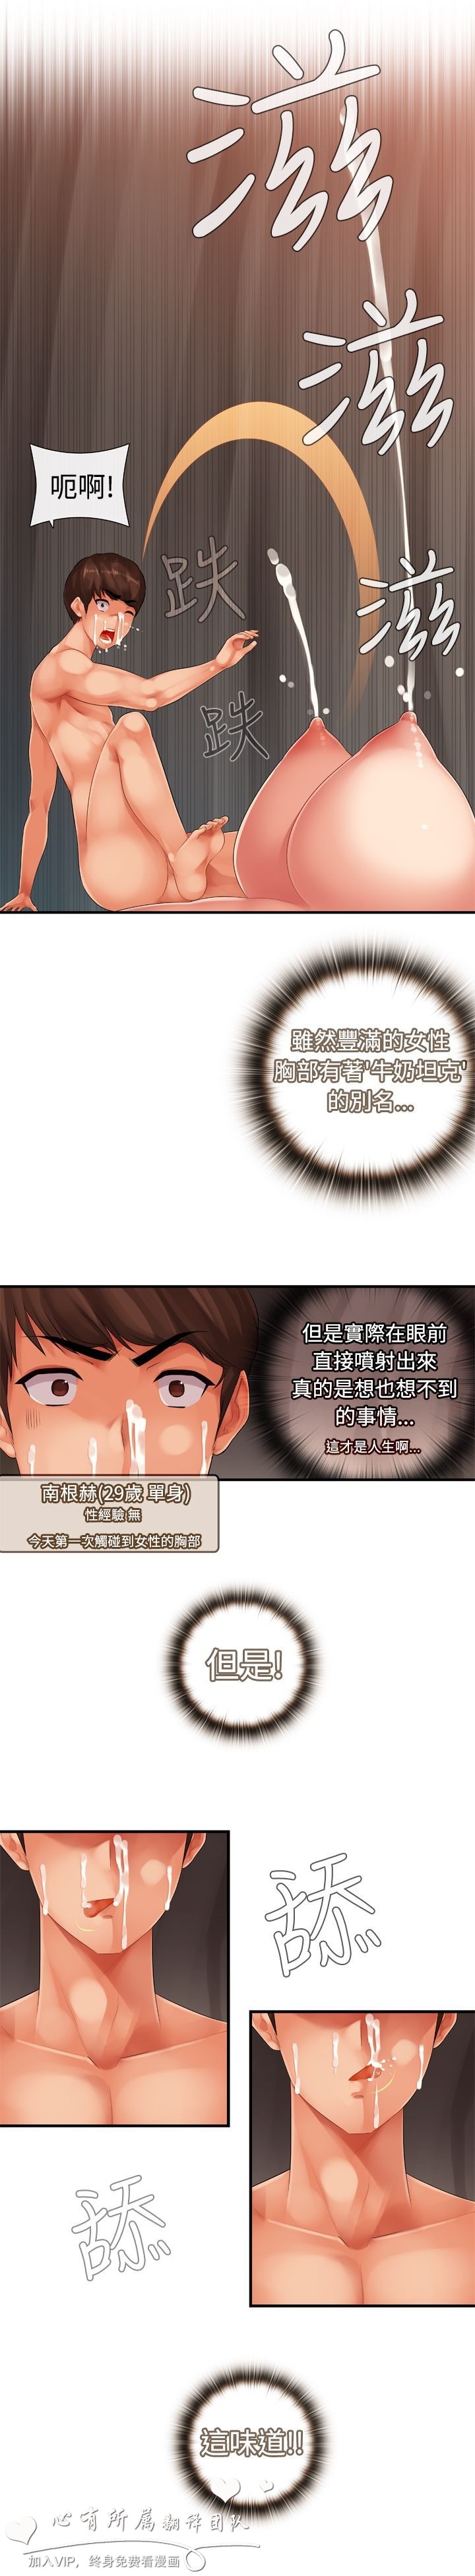 滋
滋
呃啊!
跌
滋
跌
雖然豐滿的女性
胸部有著'牛奶坦克'
的別名...
但是實際在眼前
直接噴射出來
真的是想也想不到
的事情...
這才是人生啊...
南根赫(29歲 單身)
性經驗 無
今天第一次觸碰到女性的胸部
但是!
舔
舔
這味道!!
心有所属翻译团队
加入VIP，终身免费看漫画